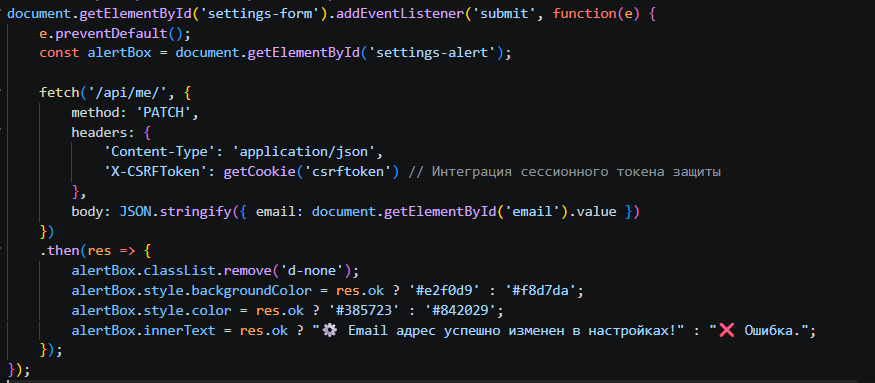 document.getElementById('settings-form').addEventListener('submit', function(e) {
    e.preventDefault();
    const alertBox = document.getElementById('settings-alert');

    fetch('/api/me/', {
        method: 'PATCH',
        headers: {
            'Content-Type': 'application/json',
            'X-CSRFToken': getCookie('csrftoken') // Интеграция сессионного токена защиты
        },
        body: JSON.stringify({ email: document.getElementById('email').value })
    })
    .then(res => {
        alertBox.classList.remove('d-none');
        alertBox.style.backgroundColor = res.ok ? '#e2f0d9' : '#f8d7da';
        alertBox.style.color = res.ok ? '#385723' : '#842029';
        alertBox.innerText = res.ok ? "⚙️ Email адрес успешно изменен в настройках!" : "❌ Ошибка.";
    });
});